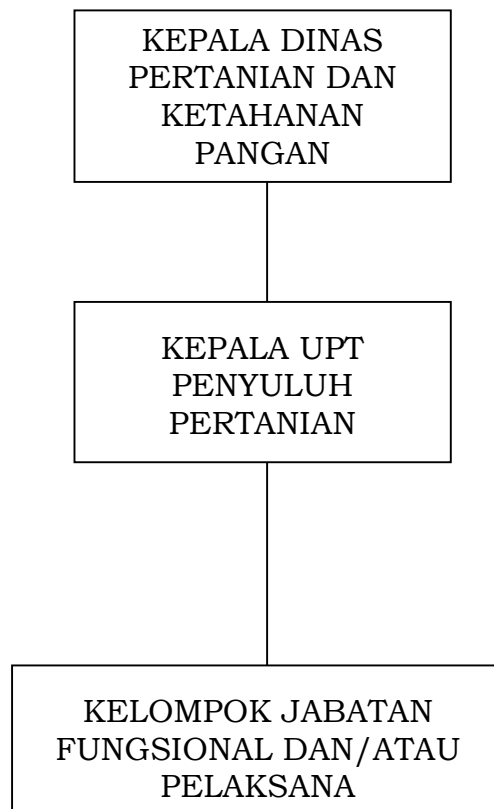 KEPALA DINAS
PERTANIAN DAN
KETAHANAN
PANGAN
KEPALA UPT
PENYULUH
PERTANIAN
KELOMPOK JABATAN
FUNGSIONAL DAN/ATAU
PELAKSANA